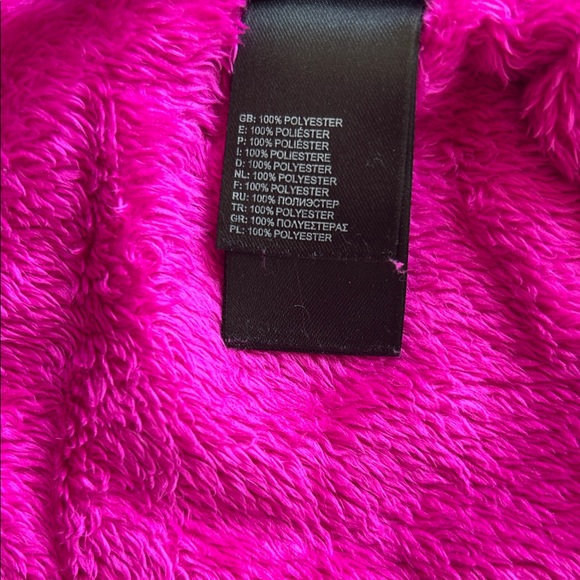 GB: 100% POLYESTER
E: 100% POLIÉSTER
P: 100% POLIÉSTER
I: 100% POLIESTERE
D: 100% POLYESTER
NL: 100% POLYESTER
F: 100% POLYESTER
RU: 100% ПОЛИЭСТЕР
TR: 100% POLYESTER
GR: 100% ΠΟΛΥΕΣΤΕΡΑΣ
PL: 100% POLYESTER